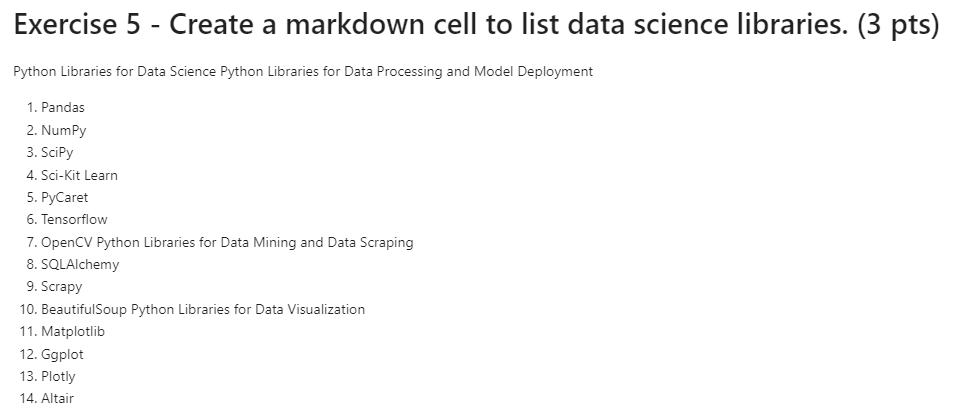 Exercise 5 - Create a markdown cell to list data science libraries. (3 pts)
Python Libraries for Data Science Python Libraries for Data Processing and Model Deployment
1. Pandas
2. NumPy
3. SciPy
4. Sci-Kit Learn
5. PyCaret
6. Tensorflow
7. OpenCV Python Libraries for Data Mining and Data Scraping
8. SQLAlchemy
9. Scrapy
10. BeautifulSoup Python Libraries for Data Visualization
11. Matplotlib
12. Ggplot
13. Plotly
14. Altair